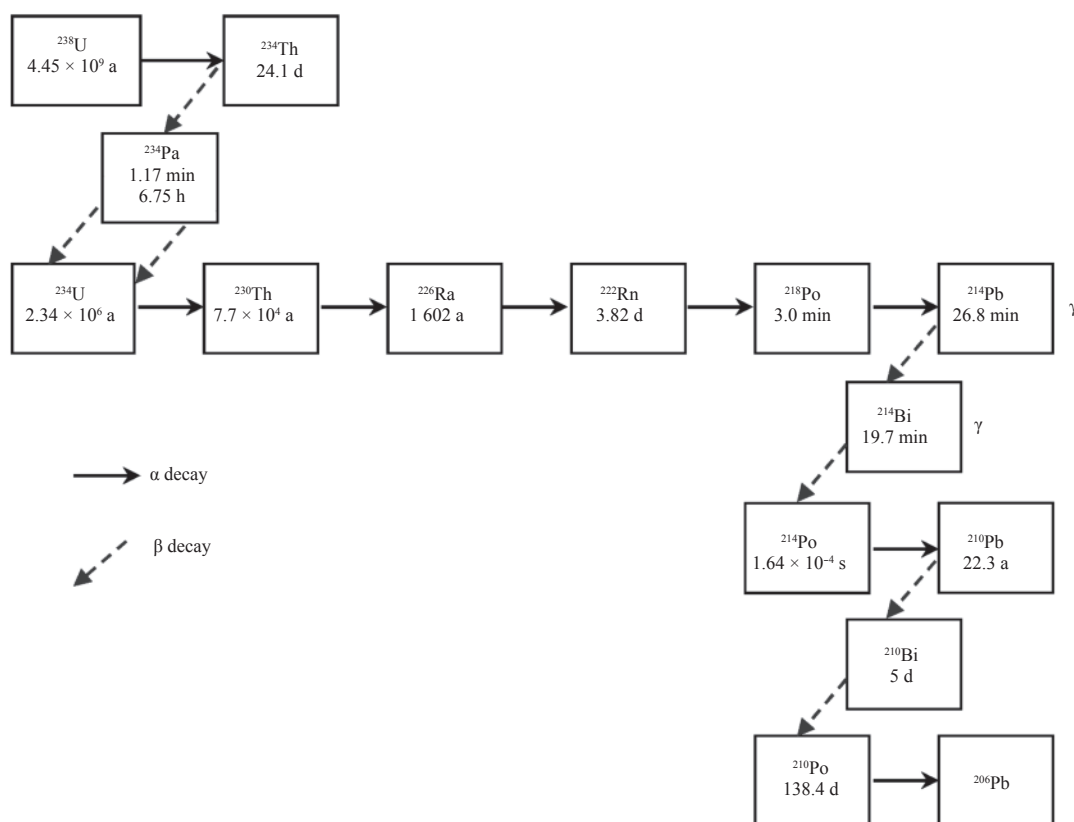 ²³⁸U
4.45 × 10⁹ a
²³⁴Th
24.1 d
²³⁴Pa
1.17 min
6.75 h
²³⁴U
2.34 × 10⁶ a
²³⁰Th
7.7 × 10⁴ a
²²⁶Ra
1 602 a
²²²Rn
3.82 d
²¹⁸Po
3.0 min
²¹⁴Pb
26.8 min
γ
²¹⁴Bi
19.7 min
γ
α decay
β decay
²¹⁴Po
1.64 × 10⁻⁴ s
²¹⁰Pb
22.3 a
²¹⁰Bi
5 d
²¹⁰Po
138.4 d
²⁰⁶Pb